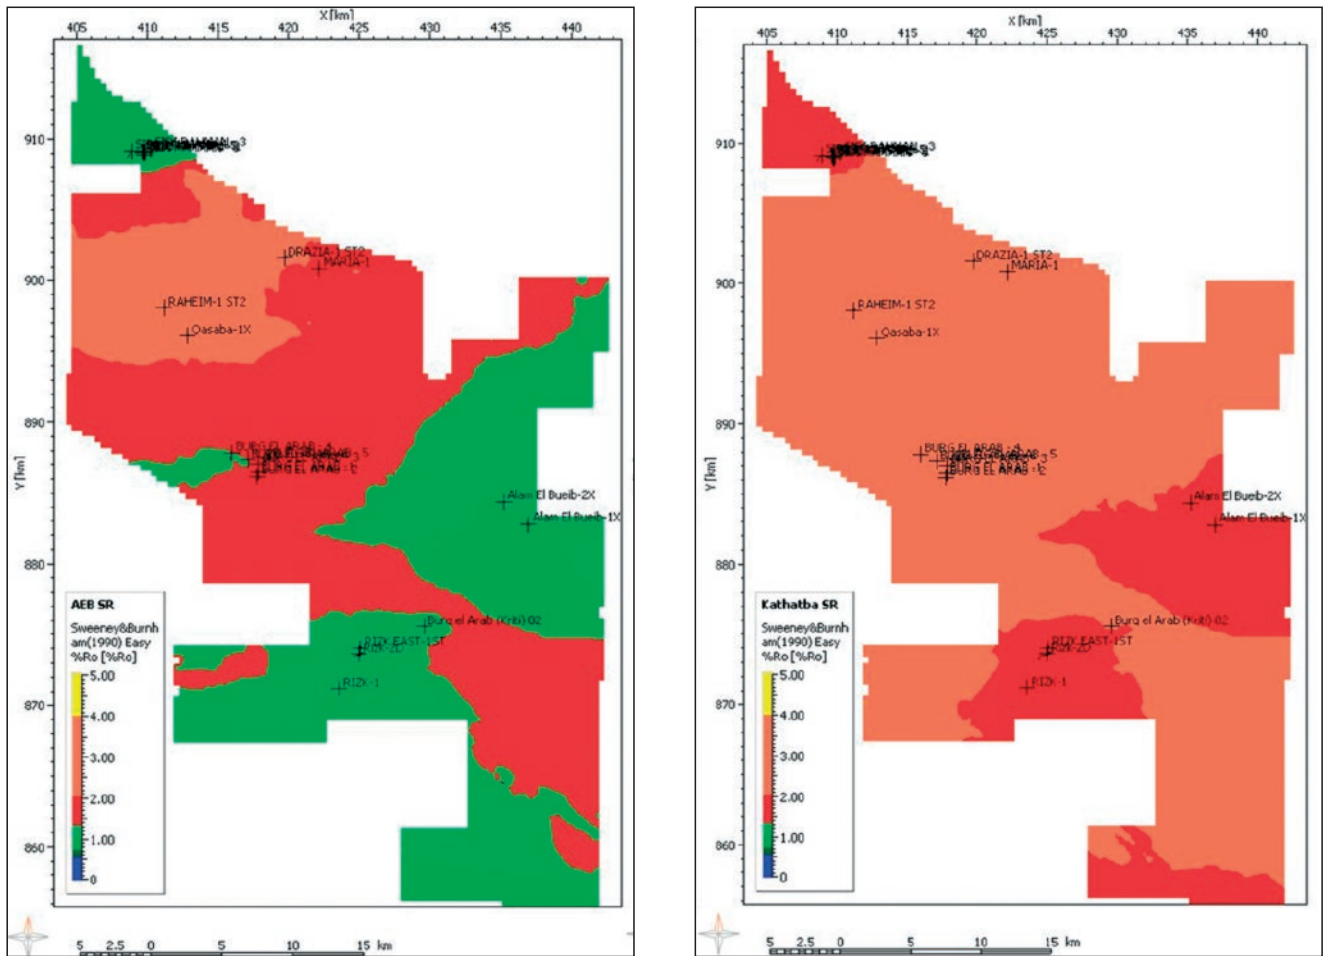 X [km]
405 410 415 420 425 430 435 440
Y [km]
910
900
890
880
870
860
DRAZIA-1 ST2
MARIA-1
RAHEIM-1 ST2
Qasaba-1X
BURG EL ARAB - 4
Alam El Bueib-2X
Alam El Bueib-1X
Burg el Arab (Kriti) 02
RIZK EAST-1ST
RIZK-2D
RIZK-1
AEB SR
Sweeney&Burnh
am(1990) Easy
%Ro [%Ro]
5.00
4.00
3.00
2.00
1.00
0
5 2.5 0 5 10 15 km
X [km]
405 410 415 420 425 430 435 440
Y [km]
910
900
890
880
870
860
DRAZIA-1 ST2
MARIA-1
RAHEIM-1 ST2
Qasaba-1X
BURG EL ARAB - 4
Alam El Bueib-2X
Alam El Bueib-1X
Burg el Arab (Kriti) 02
RIZK EAST-1ST
RIZK-2D
RIZK-1
Kathatba SR
Sweeney&Burnh
am(1990) Easy
%Ro [%Ro]
5.00
4.00
3.00
2.00
1.00
0
5 2.5 0 5 10 15 km